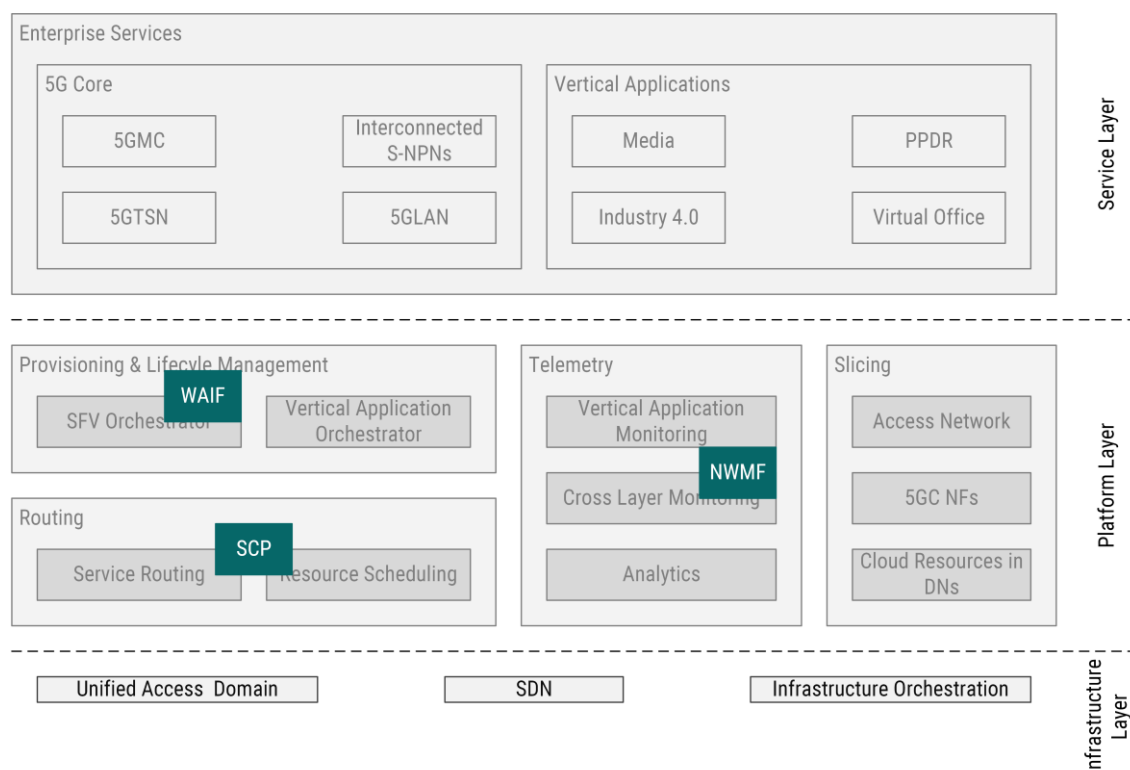 Enterprise Services
5G Core
Vertical Applications
5GMC
Interconnected
S-NPNs
Media
PPDR
5GTSN
5GLAN
Industry 4.0
Virtual Office
Service Layer
Provisioning & Lifecyle Management
WAIF
SFV Orchestrator
Vertical Application
Orchestrator
Routing
SCP
Service Routing
Resource Scheduling
Telemetry
Vertical Application
Monitoring
NWMF
Cross Layer Monitoring
Analytics
Slicing
Access Network
5GC NFs
Cloud Resources in
DNs
Platform Layer
Unified Access Domain
SDN
Infrastructure Orchestration
nfrastructure
Layer